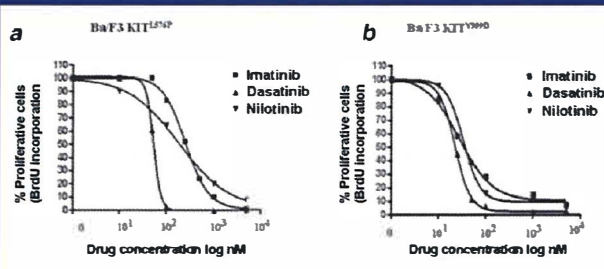 a
Ba/F3 KIT L576P
110
100
90
80
70
60
50
40
30
20
10
0
% Proliferative cells
(BrdU incorporation
0 10¹ 10² 10³ 10⁴
Drug concentration log nM
Imatinib
Dasatinib
Nilotinib
b
Ba/F3 KIT
110
100
90
80
70
60
50
40
30
20
10
0
% Proliferative cells
(BrdU incorporation
0 10¹ 10² 10³ 10⁴
Drug concentration log nM
Imatinib
Dasatinib
Nilotinib